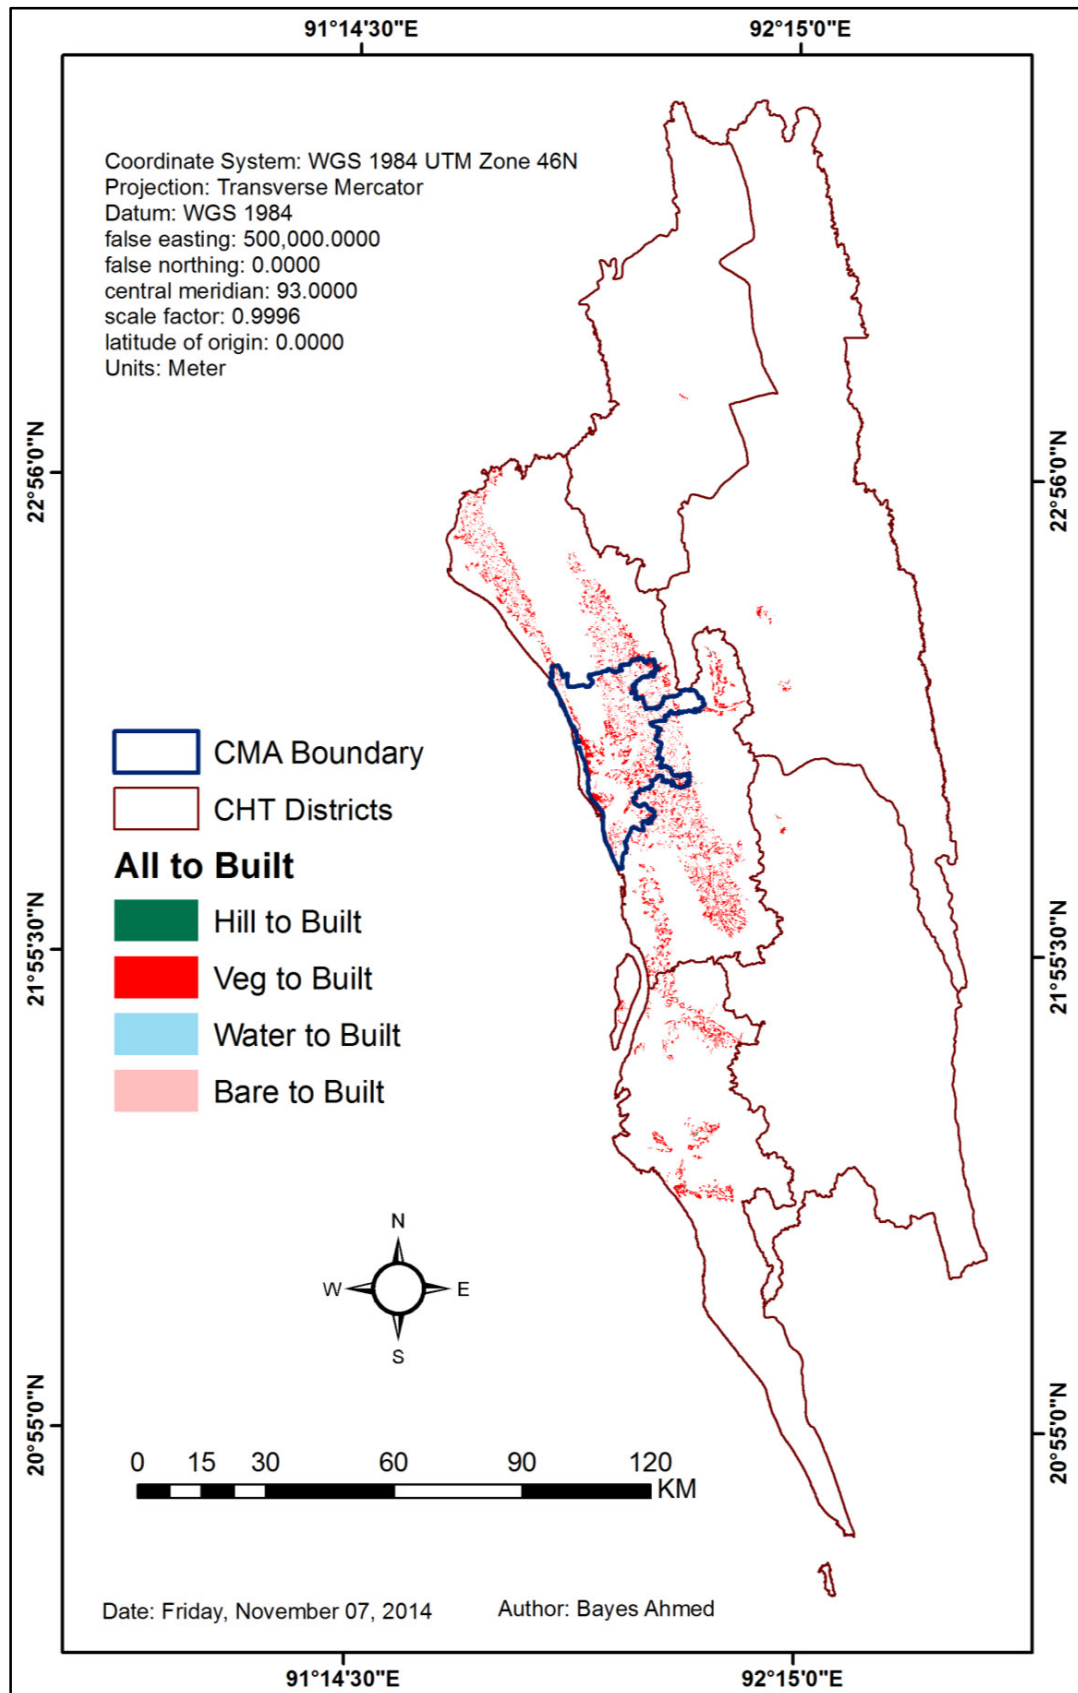 91°14'30"E
92°15'0"E
Coordinate System: WGS 1984 UTM Zone 46N
Projection: Transverse Mercator
Datum: WGS 1984
false easting: 500,000.0000
false northing: 0.0000
central meridian: 93.0000
scale factor: 0.9996
latitude of origin: 0.0000
Units: Meter
22°56'0"N
22°56'0"N
CMA Boundary
CHT Districts
All to Built
Hill to Built
Veg to Built
Water to Built
Bare to Built
21°55'30"N
21°55'30"N
N
W
E
S
20°55'0"N
20°55'0"N
0 15 30 60 90 120
KM
Date: Friday, November 07, 2014
Author: Bayes Ahmed
91°14'30"E
92°15'0"E